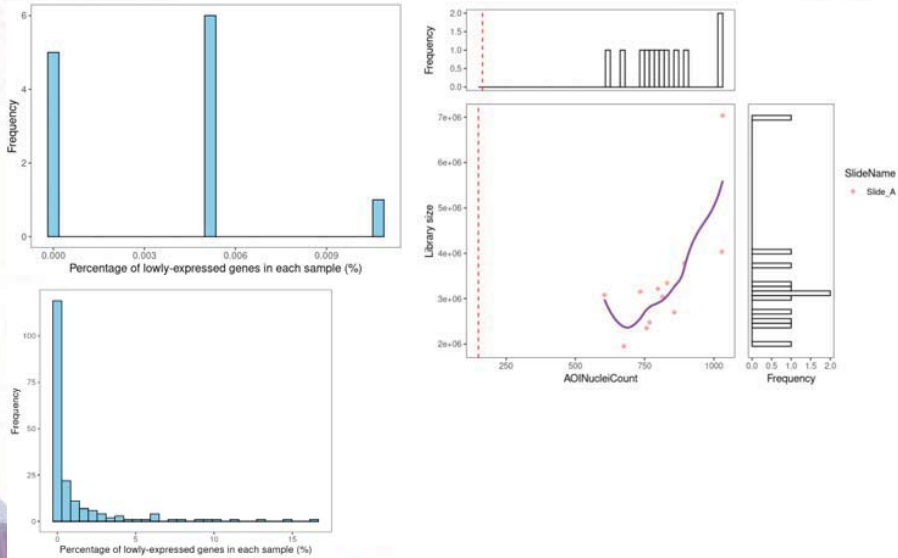 6
4
2
0
Frequency
0.000 0.003 0.006 0.009
Percentage of lowly-expressed genes in each sample (%)
100
75
50
25
0
Frequency
0 5 10 15
Percentage of lowly-expressed genes in each sample (%)
2.0
1.5
1.0
0.5
0.0
Frequency
7e+06
6e+06
5e+06
4e+06
3e+06
2e+06
Library size
250 500 750 1000
AOINucleiCount
0.0 0.5 1.0 1.5 2.0
Frequency
SlideName
Slide_A